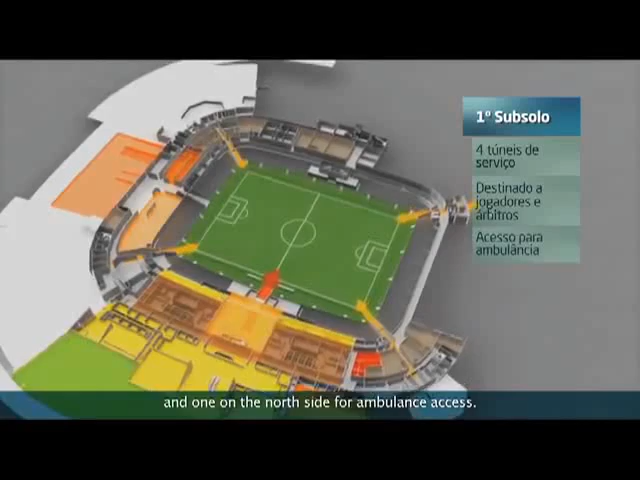 1º Subsolo
4 túneis de
serviço
Destinado a
jogadores e
árbitros
Acesso para
ambulância
and one on the north side for ambulance access.